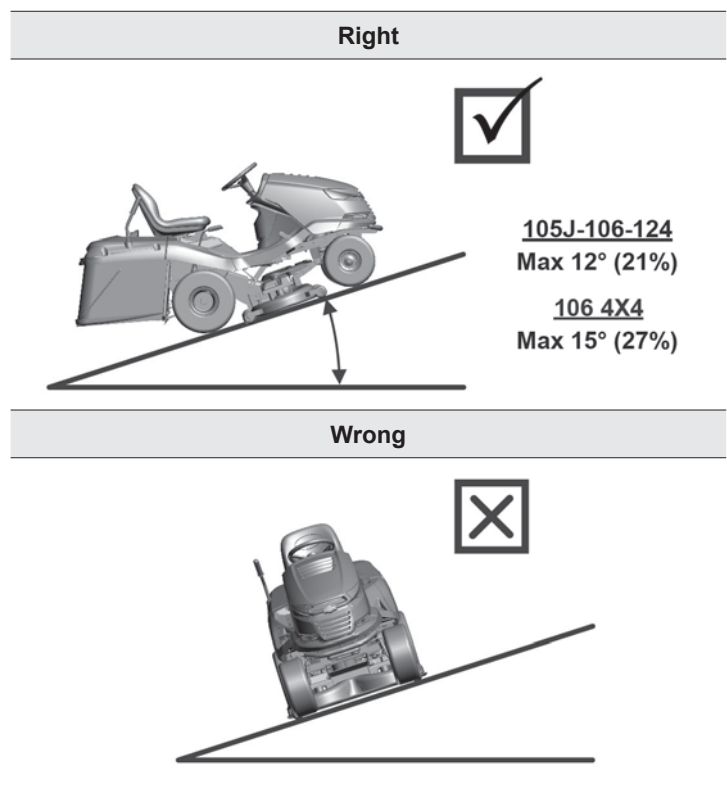 Right
105J-106-124
Max 12° (21%)
106 4X4
Max 15° (27%)
Wrong